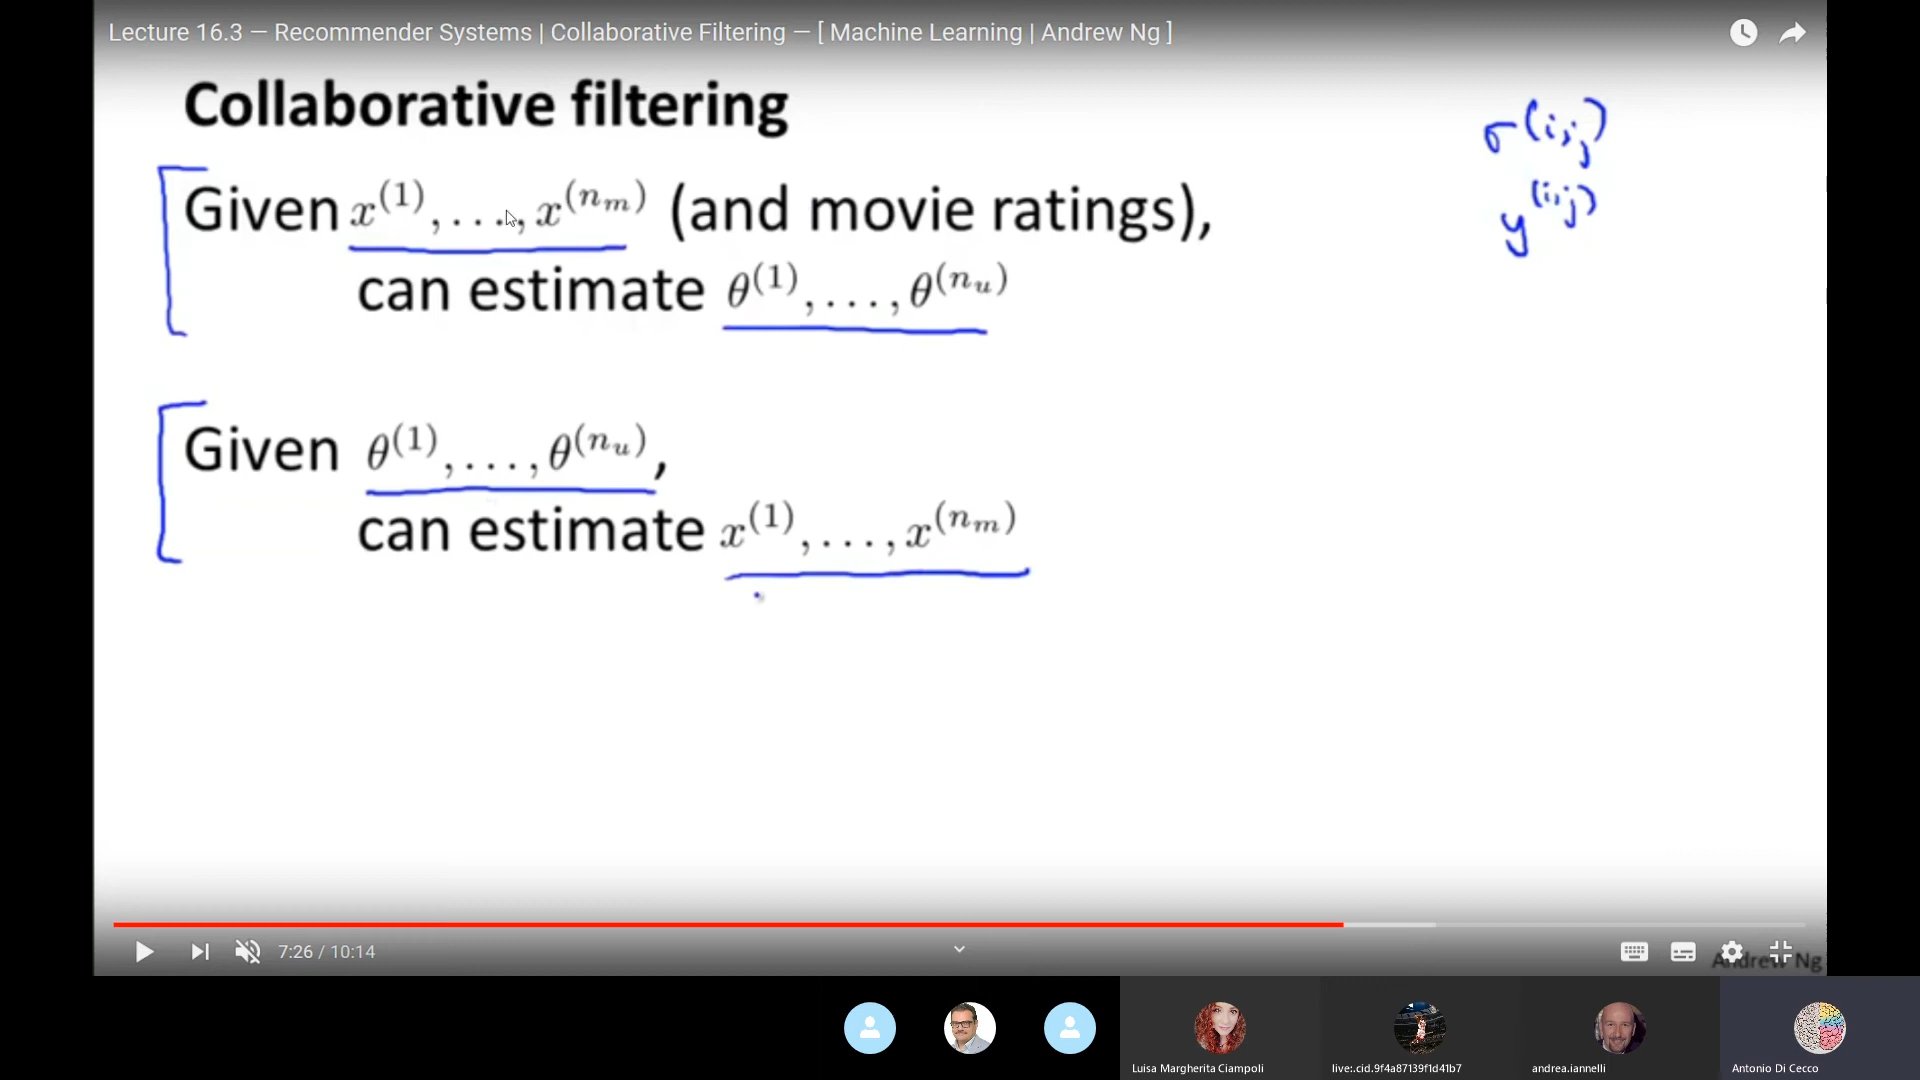 Lecture 16.3 — Recommender Systems | Collaborative Filtering — [ Machine Learning | Andrew Ng ]
Collaborative filtering
r(i,j)
Given x(1), . . . , x(nm) (and movie ratings),
y(i,j)
can estimate θ(1), . . . , θ(nu)
Given θ(1), . . . , θ(nu),
can estimate x(1), . . . , x(nm)
7:26 / 10:14
Andrew Ng
Luisa Margherita Ciampoli
live:.cid.9f4a87139f1d41b7
andrea.iannelli
Antonio Di Cecco